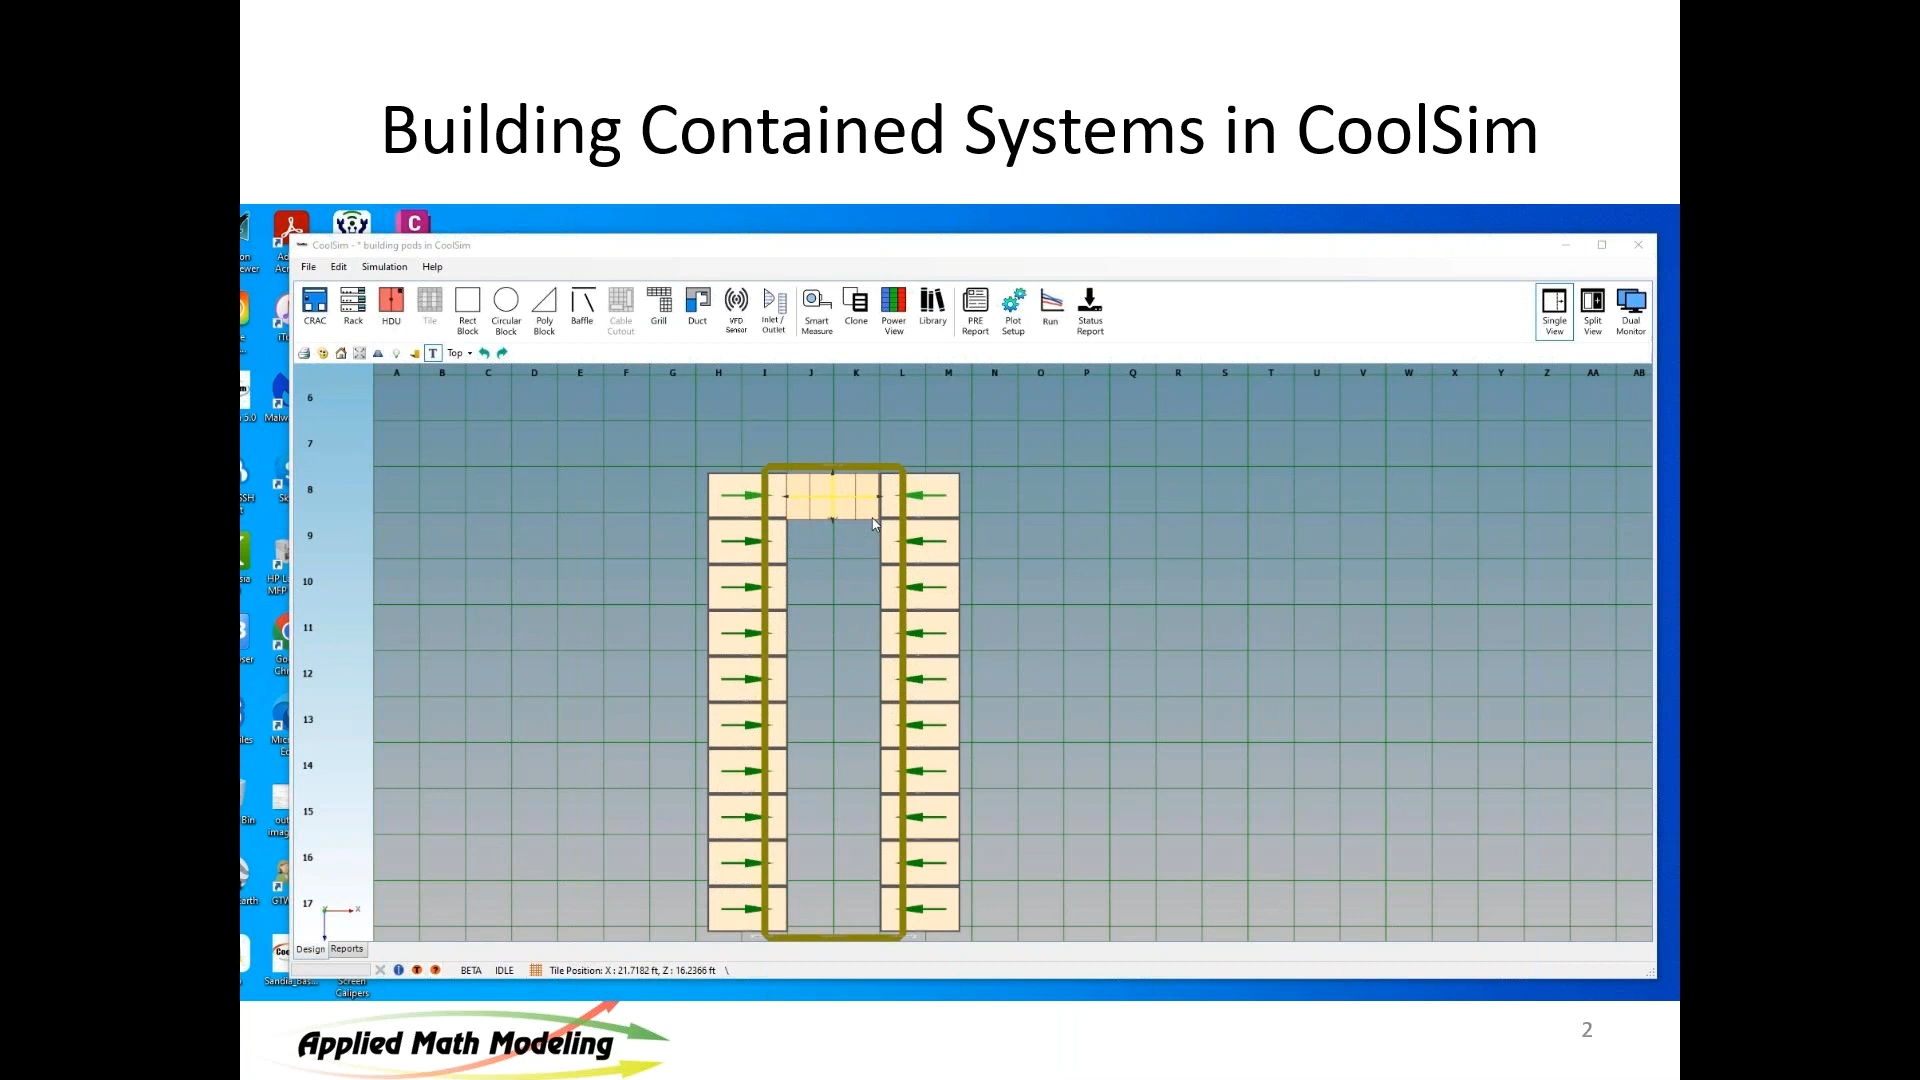 Building Contained Systems in CoolSim
CoolSim - * building pods in CoolSim
File Edit Simulation Help
CRAC Rack HDU Tile Rect Block Circular Block Poly Block Baffle Cable Cutout Grill Duct VFD Sensor Inlet / Outlet Smart Measure Clone Power View Library PRE Report Plot Setup Run Status Report Single View Split View Dual Monitor
T Top
A B C D E F G H I J K L M N O P Q R S T U V W X Y Z AA AB
6
7
8
9
10
11
12
13
14
15
16
17
X
Design Reports
BETA IDLE Tile Position: X : 21.7182 ft, Z : 16.2366 ft \
Screen
Calipers
Applied Math Modeling
2